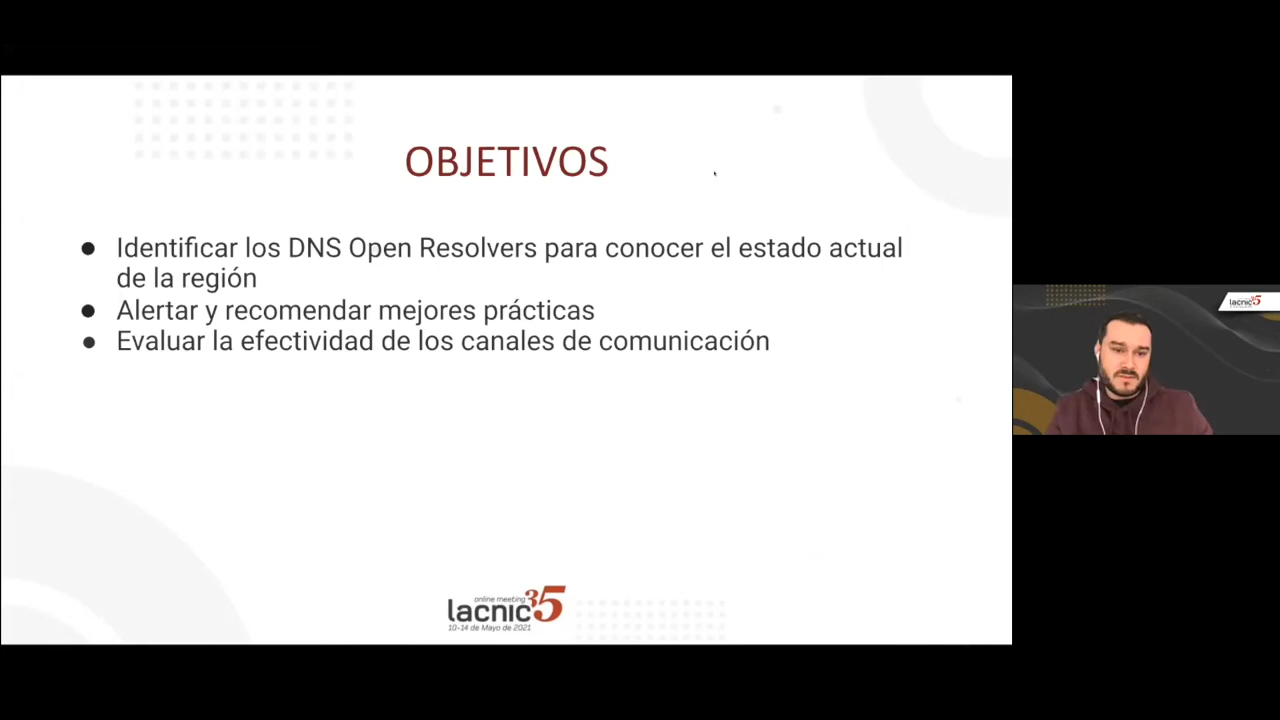 OBJETIVOS
● Identificar los DNS Open Resolvers para conocer el estado actual
de la región
● Alertar y recomendar mejores prácticas
● Evaluar la efectividad de los canales de comunicación
online meeting
lacnic35
10-14 de Mayo de 2021
lacnic35